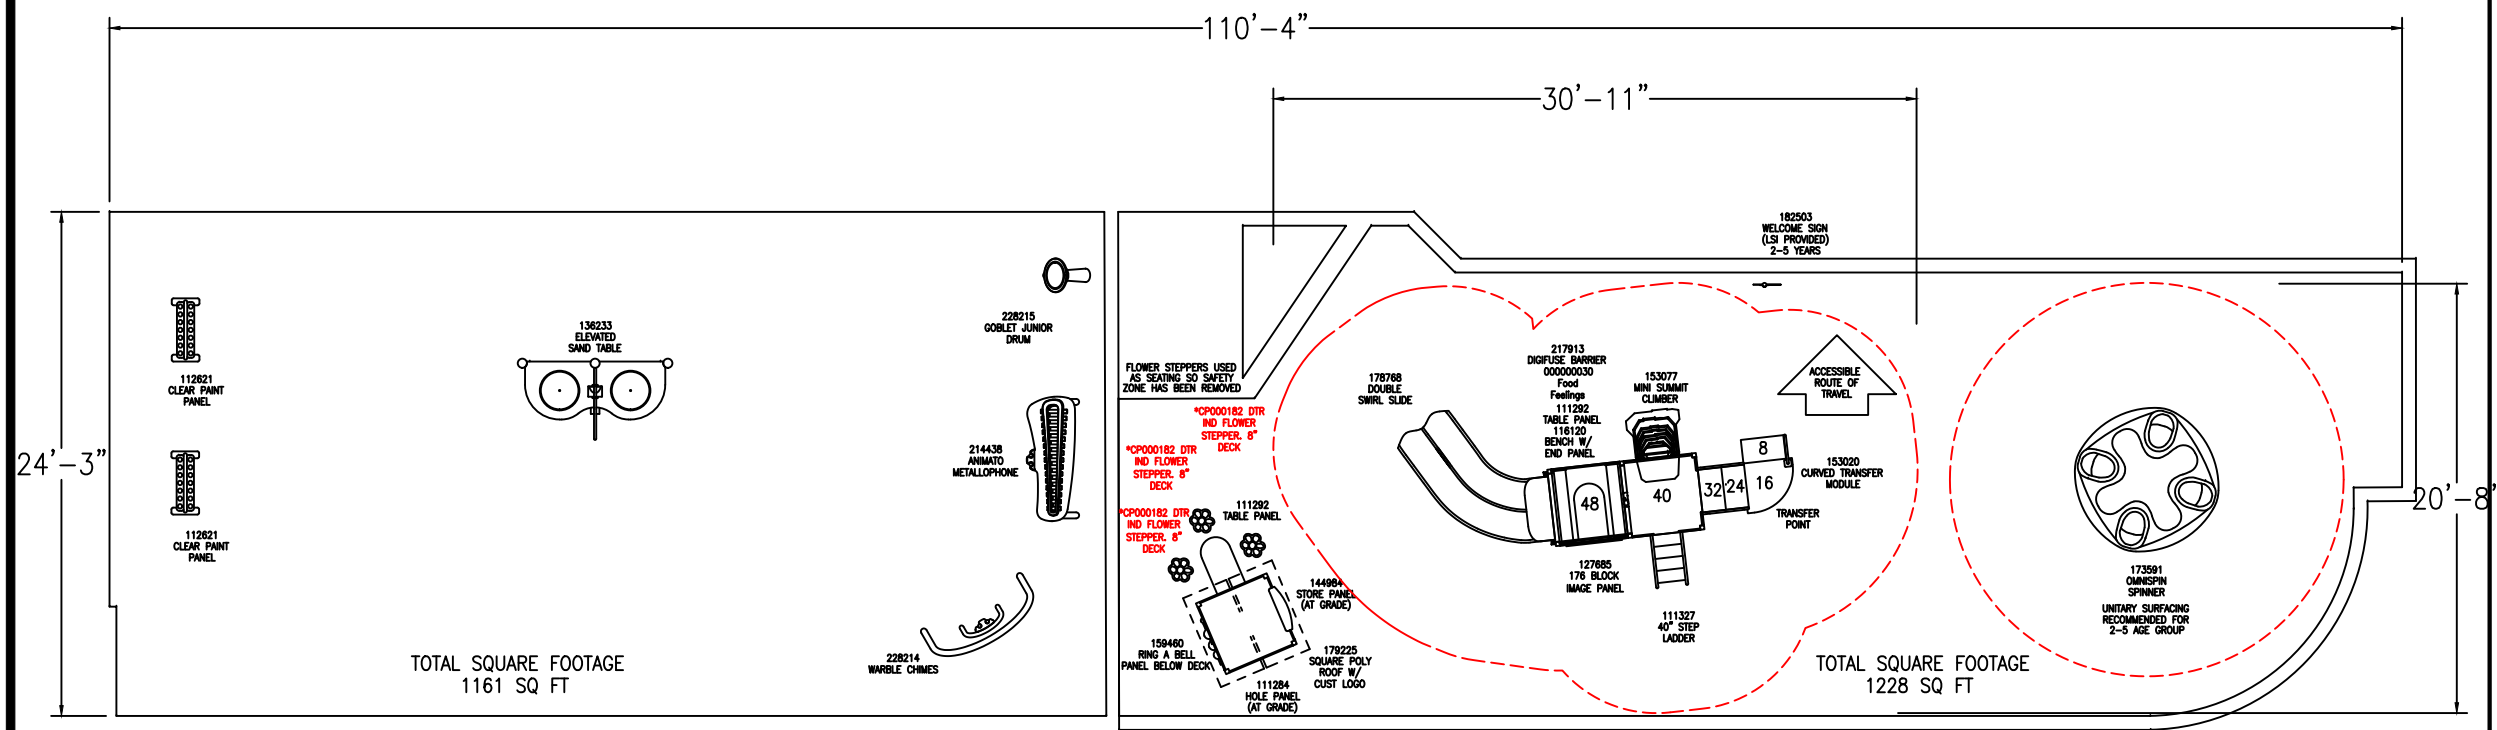 110'-4"
30'-11"
182503
WELCOME SIGN
(LSI PROVIDED)
2-5 YEARS
228215
GOBLET JUNIOR
DRUM
136233
ELEVATED
SAND TABLE
112621
CLEAR PAINT
PANEL
FLOWER STEPPERS USED
AS SEATING SO SAFETY
ZONE HAS BEEN REMOVED
178768
DOUBLE
SWIRL SLIDE
217913
DIGIFUSE BARRIER
000000030
Food
Feelings
111292
TABLE PANEL
116120
BENCH W/
END PANEL
153077
MINI SUMMIT
CLIMBER
ACCESSIBLE
ROUTE OF
TRAVEL
*CP000182 DTR
IND FLOWER
STEPPER. 8"
DECK
*CP000182 DTR
IND FLOWER
STEPPER. 8"
DECK
*CP000182 DTR
IND FLOWER
STEPPER. 8"
DECK
24'-3"
214438
ANIMATO
METALLOPHONE
111292
TABLE PANEL
48
40
32
24
16
8
153020
CURVED TRANSFER
MODULE
TRANSFER
POINT
20'-8"
112621
CLEAR PAINT
PANEL
127685
176 BLOCK
IMAGE PANEL
144984
STORE PANEL
(AT GRADE)
111327
40" STEP
LADDER
173591
OMNISPIN
SPINNER
UNITARY SURFACING
RECOMMENDED FOR
2-5 AGE GROUP
228214
WARBLE CHIMES
159460
RING A BELL
PANEL BELOW DECK
179225
SQUARE POLY
ROOF W/
CUST LOGO
111284
HOLE PANEL
(AT GRADE)
TOTAL SQUARE FOOTAGE
1161 SQ FT
TOTAL SQUARE FOOTAGE
1228 SQ FT